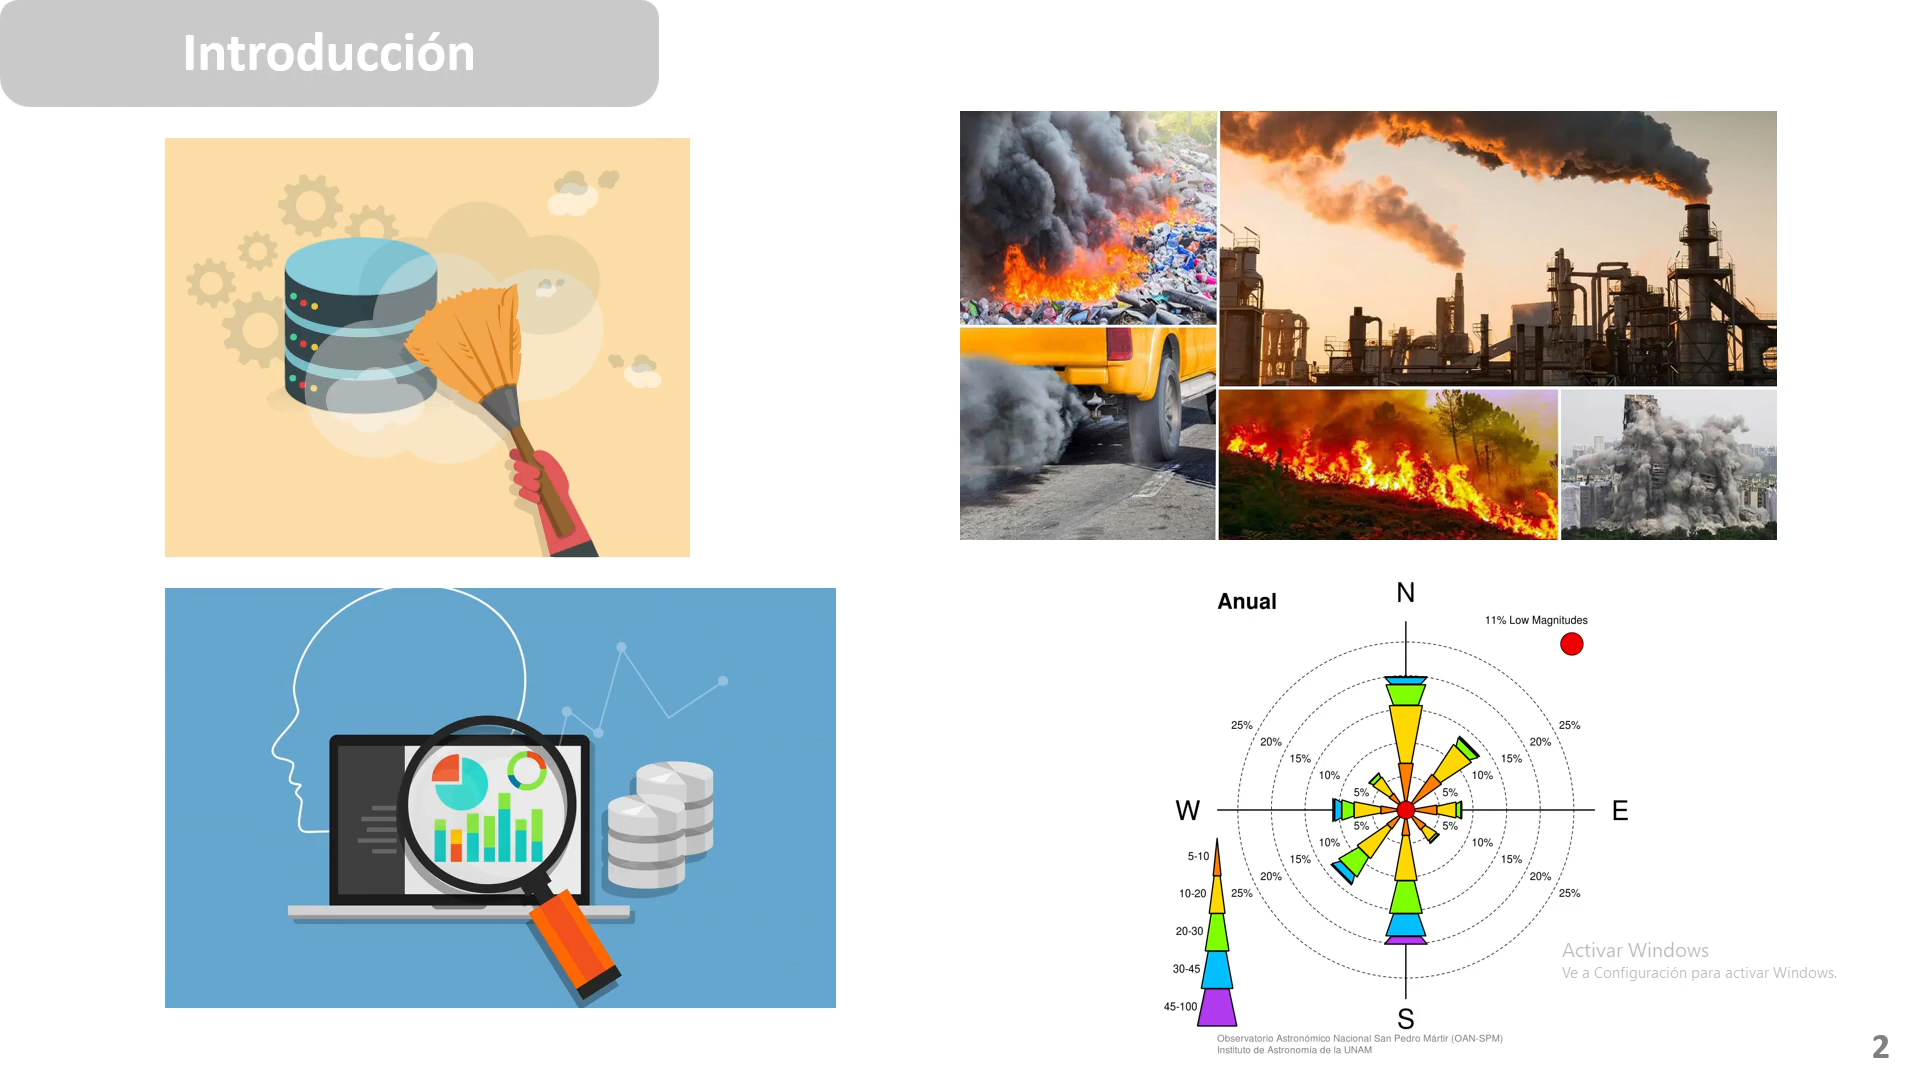 Introducción
Anual
N
11% Low Magnitudes
25%
25%
20%
20%
15%
15%
10%
10%
5%
5%
W
E
5%
5%
10%
10%
15%
15%
20%
20%
25%
25%
5-10
10-20
20-30
30-45
45-100
S
Activar Windows
Ve a Configuración para activar Windows.
Observatorio Astronómico Nacional San Pedro Mártir (OAN-SPM)
Instituto de Astronomía de la UNAM
2